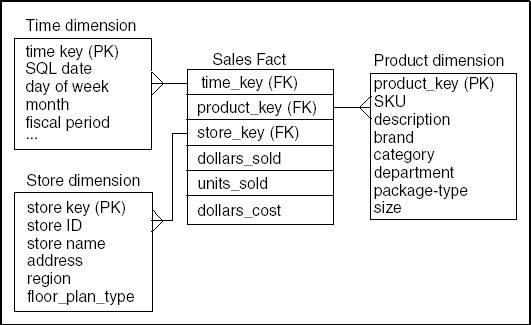 Time dimension
time key (PK)
SQL date
day of week
month
fiscal period
...
Sales Fact
time_key (FK)
product_key (FK)
store_key (FK)
dollars_sold
units_sold
dollars_cost
Product dimension
product_key (PK)
SKU
description
brand
category
department
package-type
size
Store dimension
store key (PK)
store ID
store name
address
region
floor_plan_type